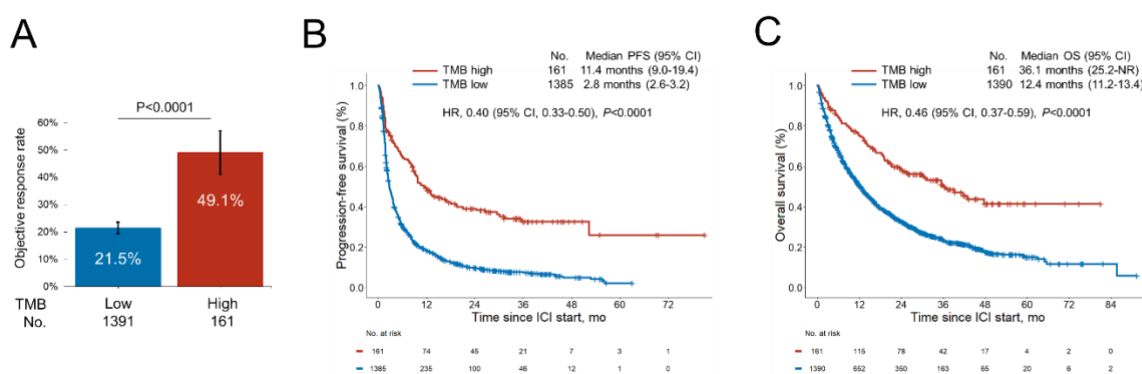 A
P<0.0001
Objective response rate
60%
50%
40%
30%
20%
10%
0%
21.5%
49.1%
TMB Low High
No. 1391 161
B
No. Median PFS (95% CI)
TMB high 161 11.4 months (9.0-19.4)
TMB low 1385 2.8 months (2.6-3.2)
HR, 0.40 (95% CI, 0.33-0.50), P<0.0001
Progression-free survival (%)
1.0
0.8
0.6
0.4
0.2
0.0
0 12 24 36 48 60 72
Time since ICI start, mo
No. at risk
161 74 45 21 7 3 1
1385 235 100 46 12 1 0
C
No. Median OS (95% CI)
TMB high 161 36.1 months (25.2-NR)
TMB low 1390 12.4 months (11.2-13.4)
HR, 0.46 (95% CI, 0.37-0.59), P<0.0001
Overall survival (%)
1.0
0.8
0.6
0.4
0.2
0.0
0 12 24 36 48 60 72 84
Time since ICI start, mo
No. at risk
161 115 78 42 17 4 2 0
1390 652 350 163 65 20 6 2